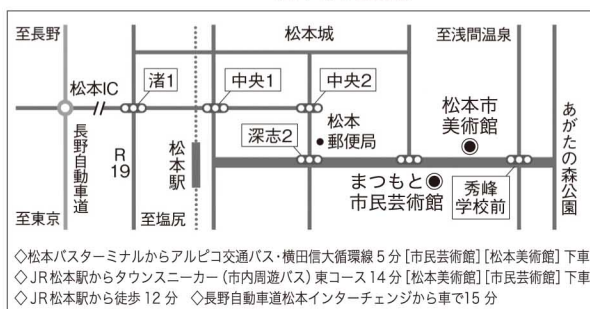 至長野
松本城
至浅間温泉
松本IC
渚1
中央1
中央2
松本
郵便局
松本市
美術館
深志2
長野自動車道
R
19
松本駅
まつもと
市民芸術館
秀峰
学校前
あがたの森公園
至東京
至塩尻
◇松本バスターミナルからアルピコ交通バス・横田信大循環線5分[市民芸術館][松本美術館]下車
◇JR松本駅からタウンスニーカー(市内周遊バス)東コース14分[松本美術館][市民芸術館]下車
◇JR松本駅から徒歩12分 ◇長野自動車道松本インターチェンジから車で15分